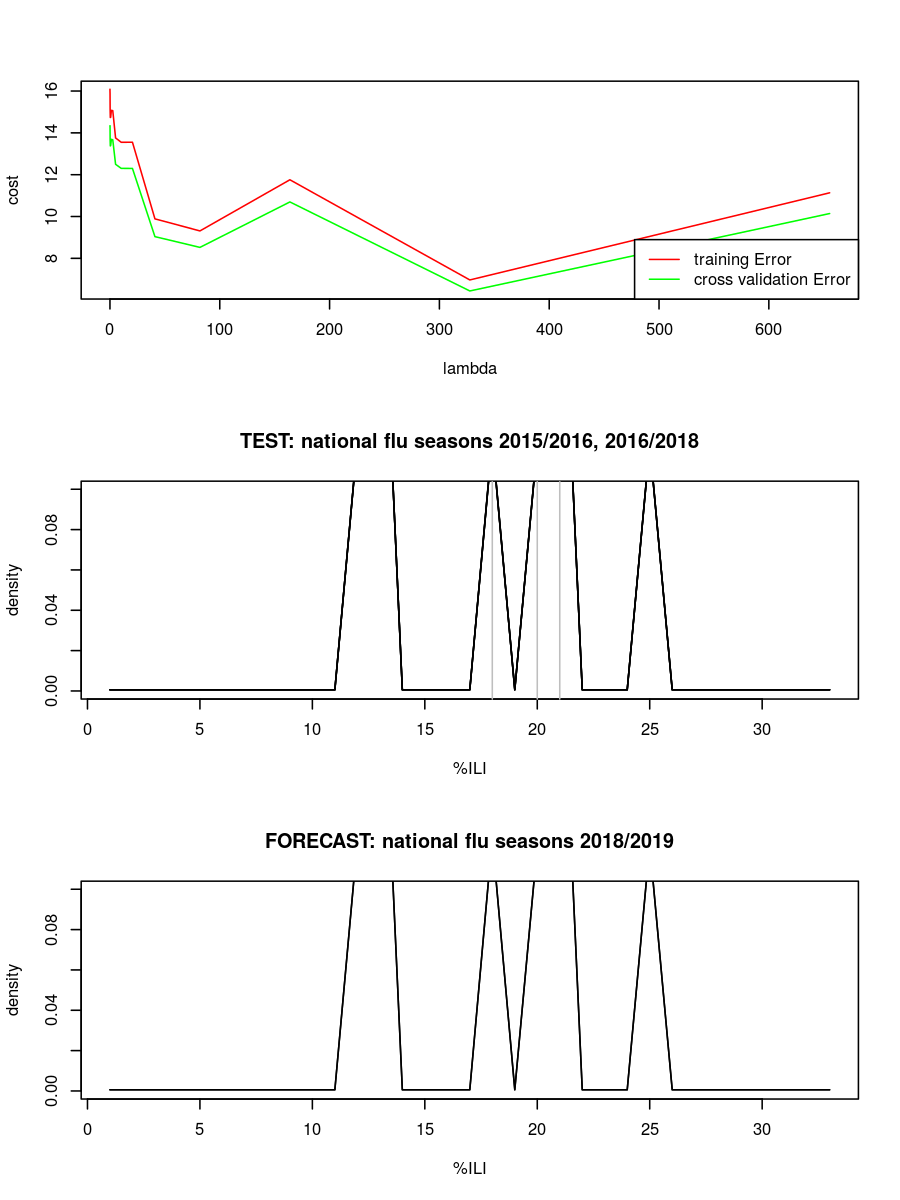 16
14
12
10
8
cost
training Error
cross validation Error
0 100 200 300 400 500 600
lambda
TEST: national flu seasons 2015/2016, 2016/2018
0.08
0.04
0.00
density
0 5 10 15 20 25 30
%ILI
FORECAST: national flu seasons 2018/2019
0.08
0.04
0.00
density
0 5 10 15 20 25 30
%ILI